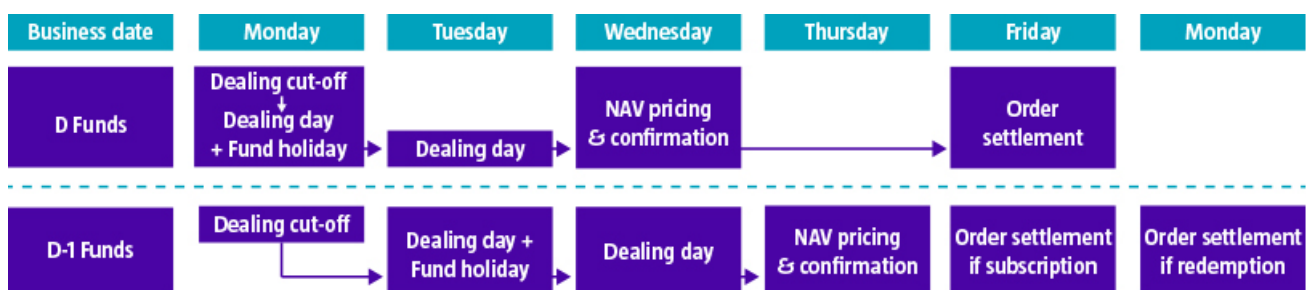 Business date
Monday
Tuesday
Wednesday
Thursday
Friday
Monday
D Funds
Dealing cut-off
Dealing day
+ Fund holiday
Dealing day
NAV pricing
& confirmation
Order
settlement
D-1 Funds
Dealing cut-off
Dealing day +
Fund holiday
Dealing day
NAV pricing
& confirmation
Order settlement
if subscription
Order settlement
if redemption